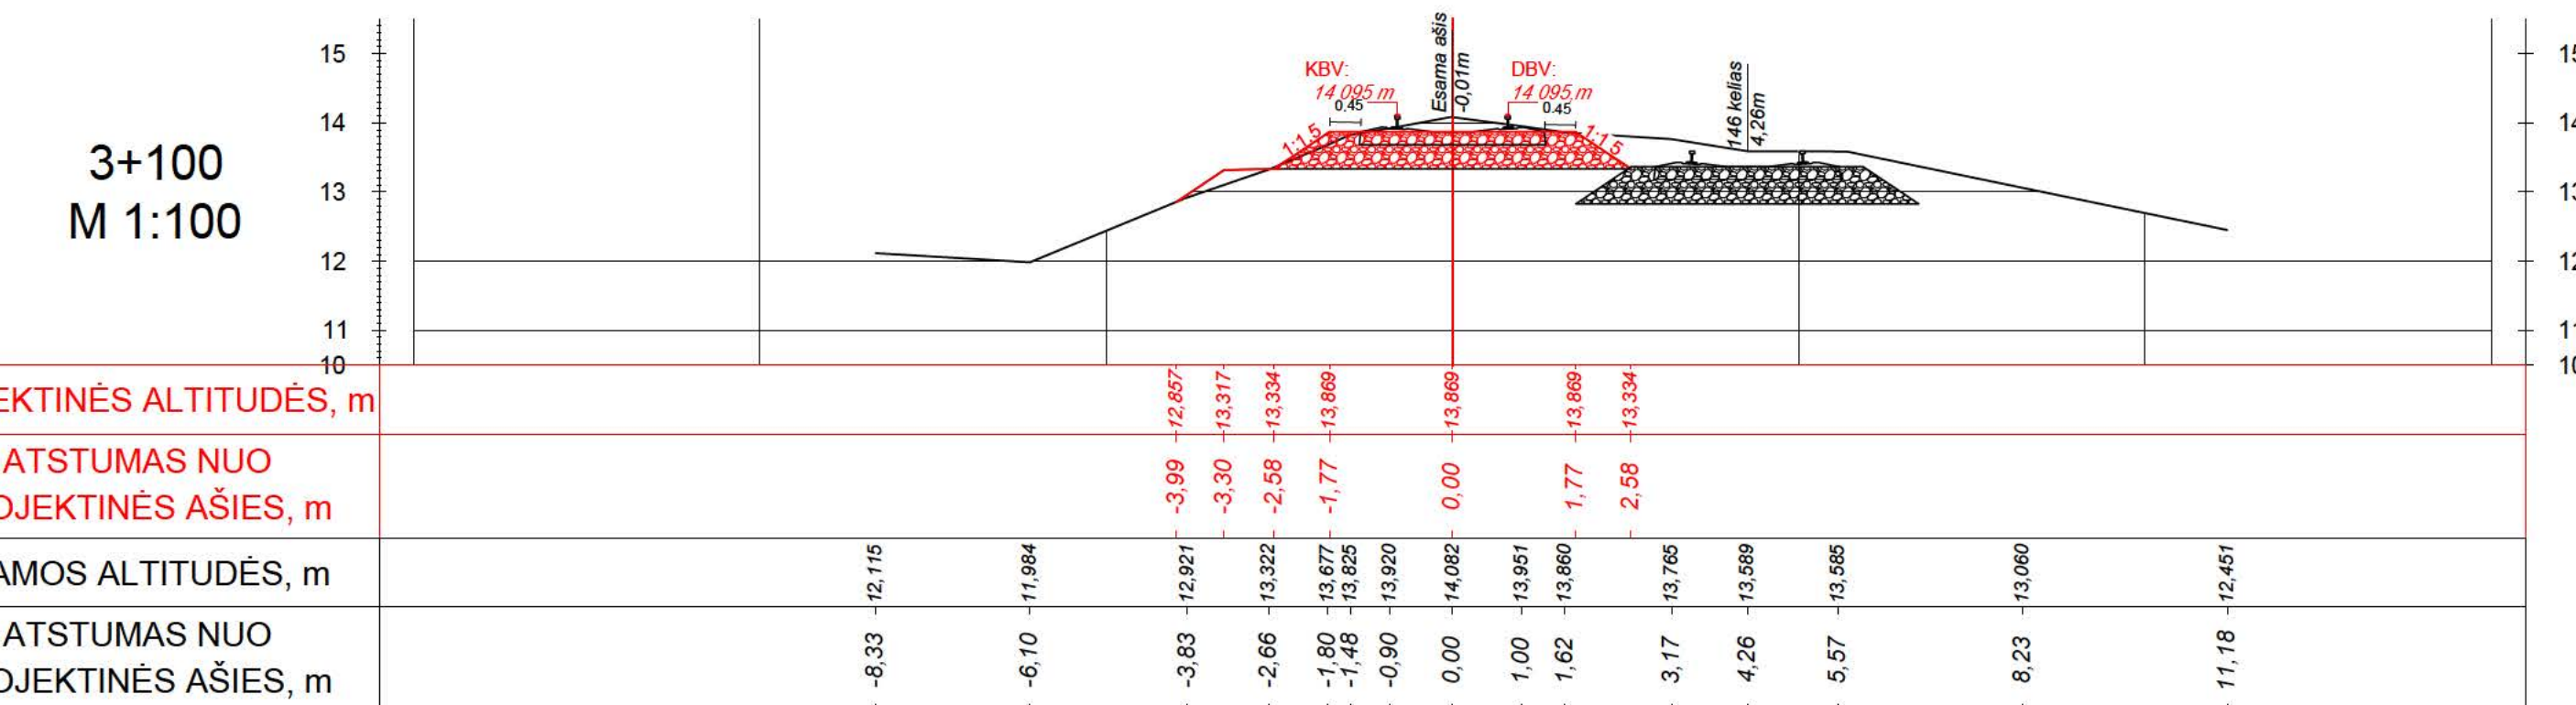 15
14
13
12
11
10
3+100
M 1:100
KBV:
14 095 m
0.45
Esama ašis
-0,01m
DBV:
14 095 m
0.45
1:1.5
1:1.5
146 kelias
4,26m
15
14
13
12
11
10
EKTINĖS ALTITUDĖS, m
12,857 13,317 13,334 13,869 13,869 13,869 13,334
ATSTUMAS NUO
OJEKTINĖS AŠIES, m
-3,99 -3,30 -2,58 -1,77 0,00 1,77 2,58
AMOS ALTITUDĖS, m
12,115 11,984 12,921 13,322 13,677 13,825 13,920 14,082 13,951 13,860 13,765 13,589 13,585 13,060 12,451
ATSTUMAS NUO
OJEKTINĖS AŠIES, m
-8,33 -6,10 -3,83 -2,66 -1,80 -1,48 -0,90 0,00 1,00 1,62 3,17 4,26 5,57 8,23 11,18